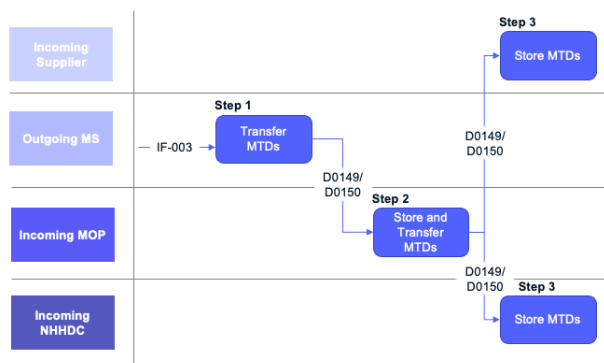 Incoming
Supplier
Step 3
Store MTDs
Outgoing MS
IF-003
Step 1
Transfer
MTDs
D0149/
D0150
D0149/
D0150
Incoming MOP
Step 2
Store and
Transfer
MTDs
D0149/
D0150
Incoming
NHHDC
Step 3
Store MTDs